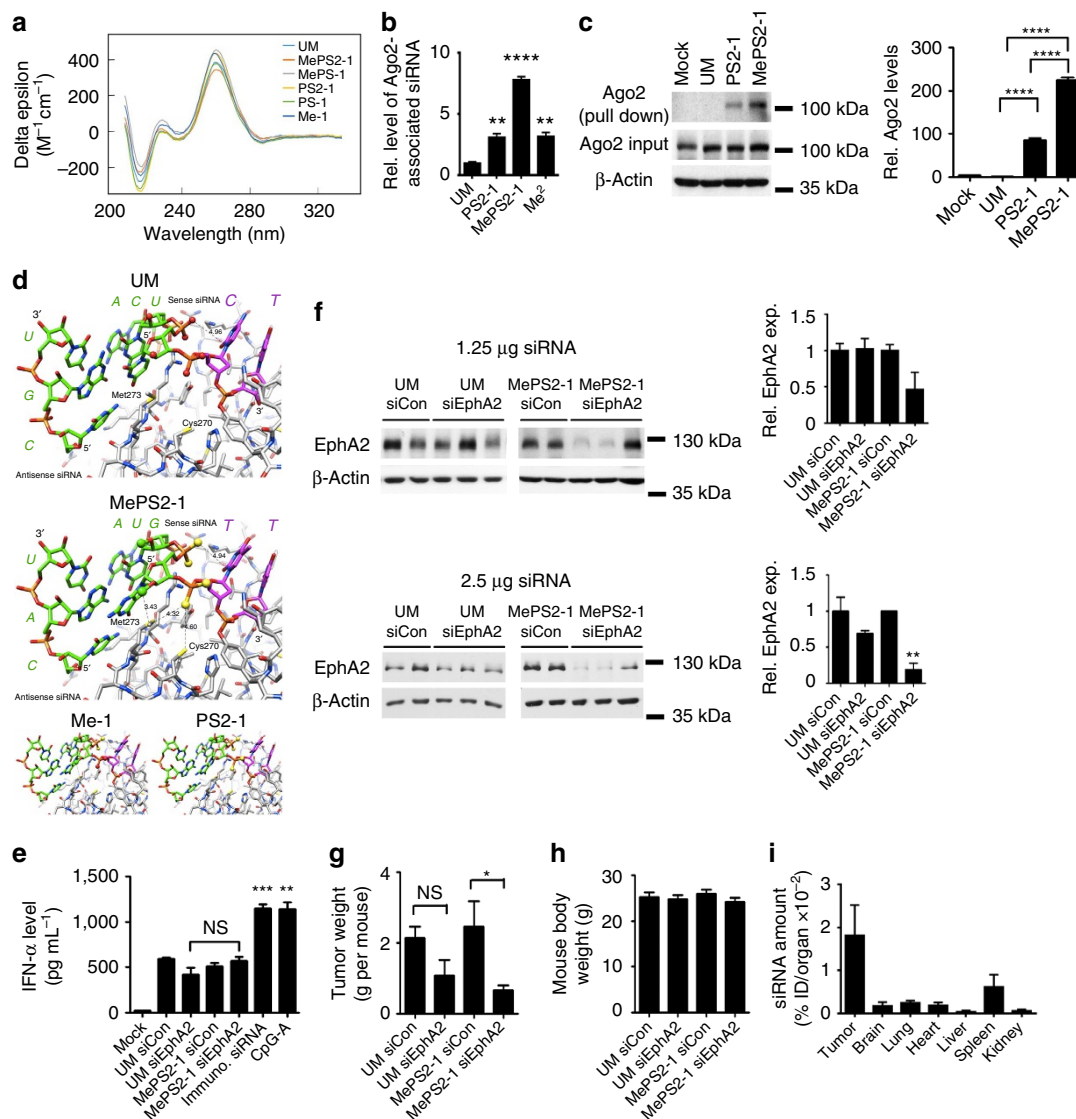 a
400
200
0
−200
Delta epsilon
(M⁻¹ cm⁻¹)
UM
MePS2-1
MePS-1
PS2-1
PS-1
Me-1
200 240 280 320
Wavelength (nm)
b
Rel. level of Ago2-
associated siRNA
10
5
0
** **** **
UM
PS2-1
MePS2-1
Me²
c
Mock
UM
PS2-1
MePS2-1
Ago2
(pull down)
100 kDa
Ago2 input
100 kDa
β-Actin
35 kDa
Rel. Ago2 levels
300
200
100
0
****
****
****
Mock
UM
PS2-1
MePS2-1
d
UM
A C U
Sense siRNA
C T
3′
5′
4.96
U
G
C
Met273
Cys270
3′
5′
Antisense siRNA
MePS2-1
A U G
Sense siRNA
T T
3′
5′
4.94
U
A
C
3.43
4.32
4.60
Met273
Cys270
3′
5′
Antisense siRNA
Me-1
PS2-1
f
1.25 µg siRNA
UM UM MePS2-1 MePS2-1
siCon siEphA2 siCon siEphA2
EphA2
130 kDa
β-Actin
35 kDa
Rel. EphA2 exp.
1.5
1
0.5
0
UM siCon
UM siEphA2
MePS2-1 siCon
MePS2-1 siEphA2
2.5 µg siRNA
UM UM MePS2-1 MePS2-1
siCon siEphA2 siCon siEphA2
EphA2
130 kDa
β-Actin
35 kDa
Rel. EphA2 exp.
1.5
1
0.5
0
**
UM siCon
UM siEphA2
MePS2-1 siCon
MePS2-1 siEphA2
e
IFN-α level
(pg mL⁻¹)
1,500
1,000
500
0
NS
*** **
Mock
UM siCon
UM siEphA2
MePS2-1 siCon
MePS2-1 siEphA2
Immuno. siRNA
CpG-A
g
Tumor weight
(g per mouse)
4
2
0
NS
*
UM siCon
UM siEphA2
MePS2-1 siCon
MePS2-1 siEphA2
h
Mouse body
weight (g)
30
20
10
0
UM siCon
UM siEphA2
MePS2-1 siCon
MePS2-1 siEphA2
i
siRNA amount
(% ID/organ ×10⁻²)
3
2
1
0
Tumor
Brain
Lung
Heart
Liver
Spleen
Kidney